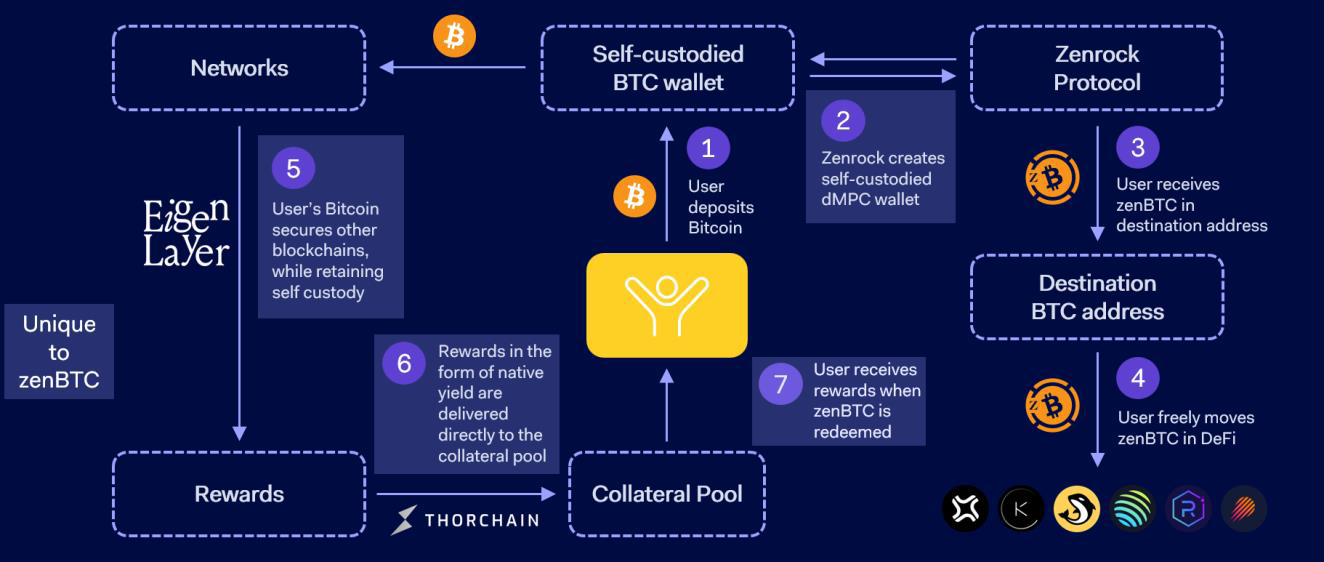 Networks
Self-custodied
BTC wallet
Zenrock
Protocol
1
User
deposits
Bitcoin
2
Zenrock creates
self-custodied
dMPC wallet
3
User receives
zenBTC in
destination address
5
User's Bitcoin
secures other
blockchains,
while retaining
self custody
Eigen
Layer
Destination
BTC address
Unique
to
zenBTC
6
Rewards in the
form of native
yield are
delivered
directly to the
collateral pool
7
User receives
rewards when
zenBTC is
redeemed
4
User freely moves
zenBTC in DeFi
Rewards
THORCHAIN
Collateral Pool